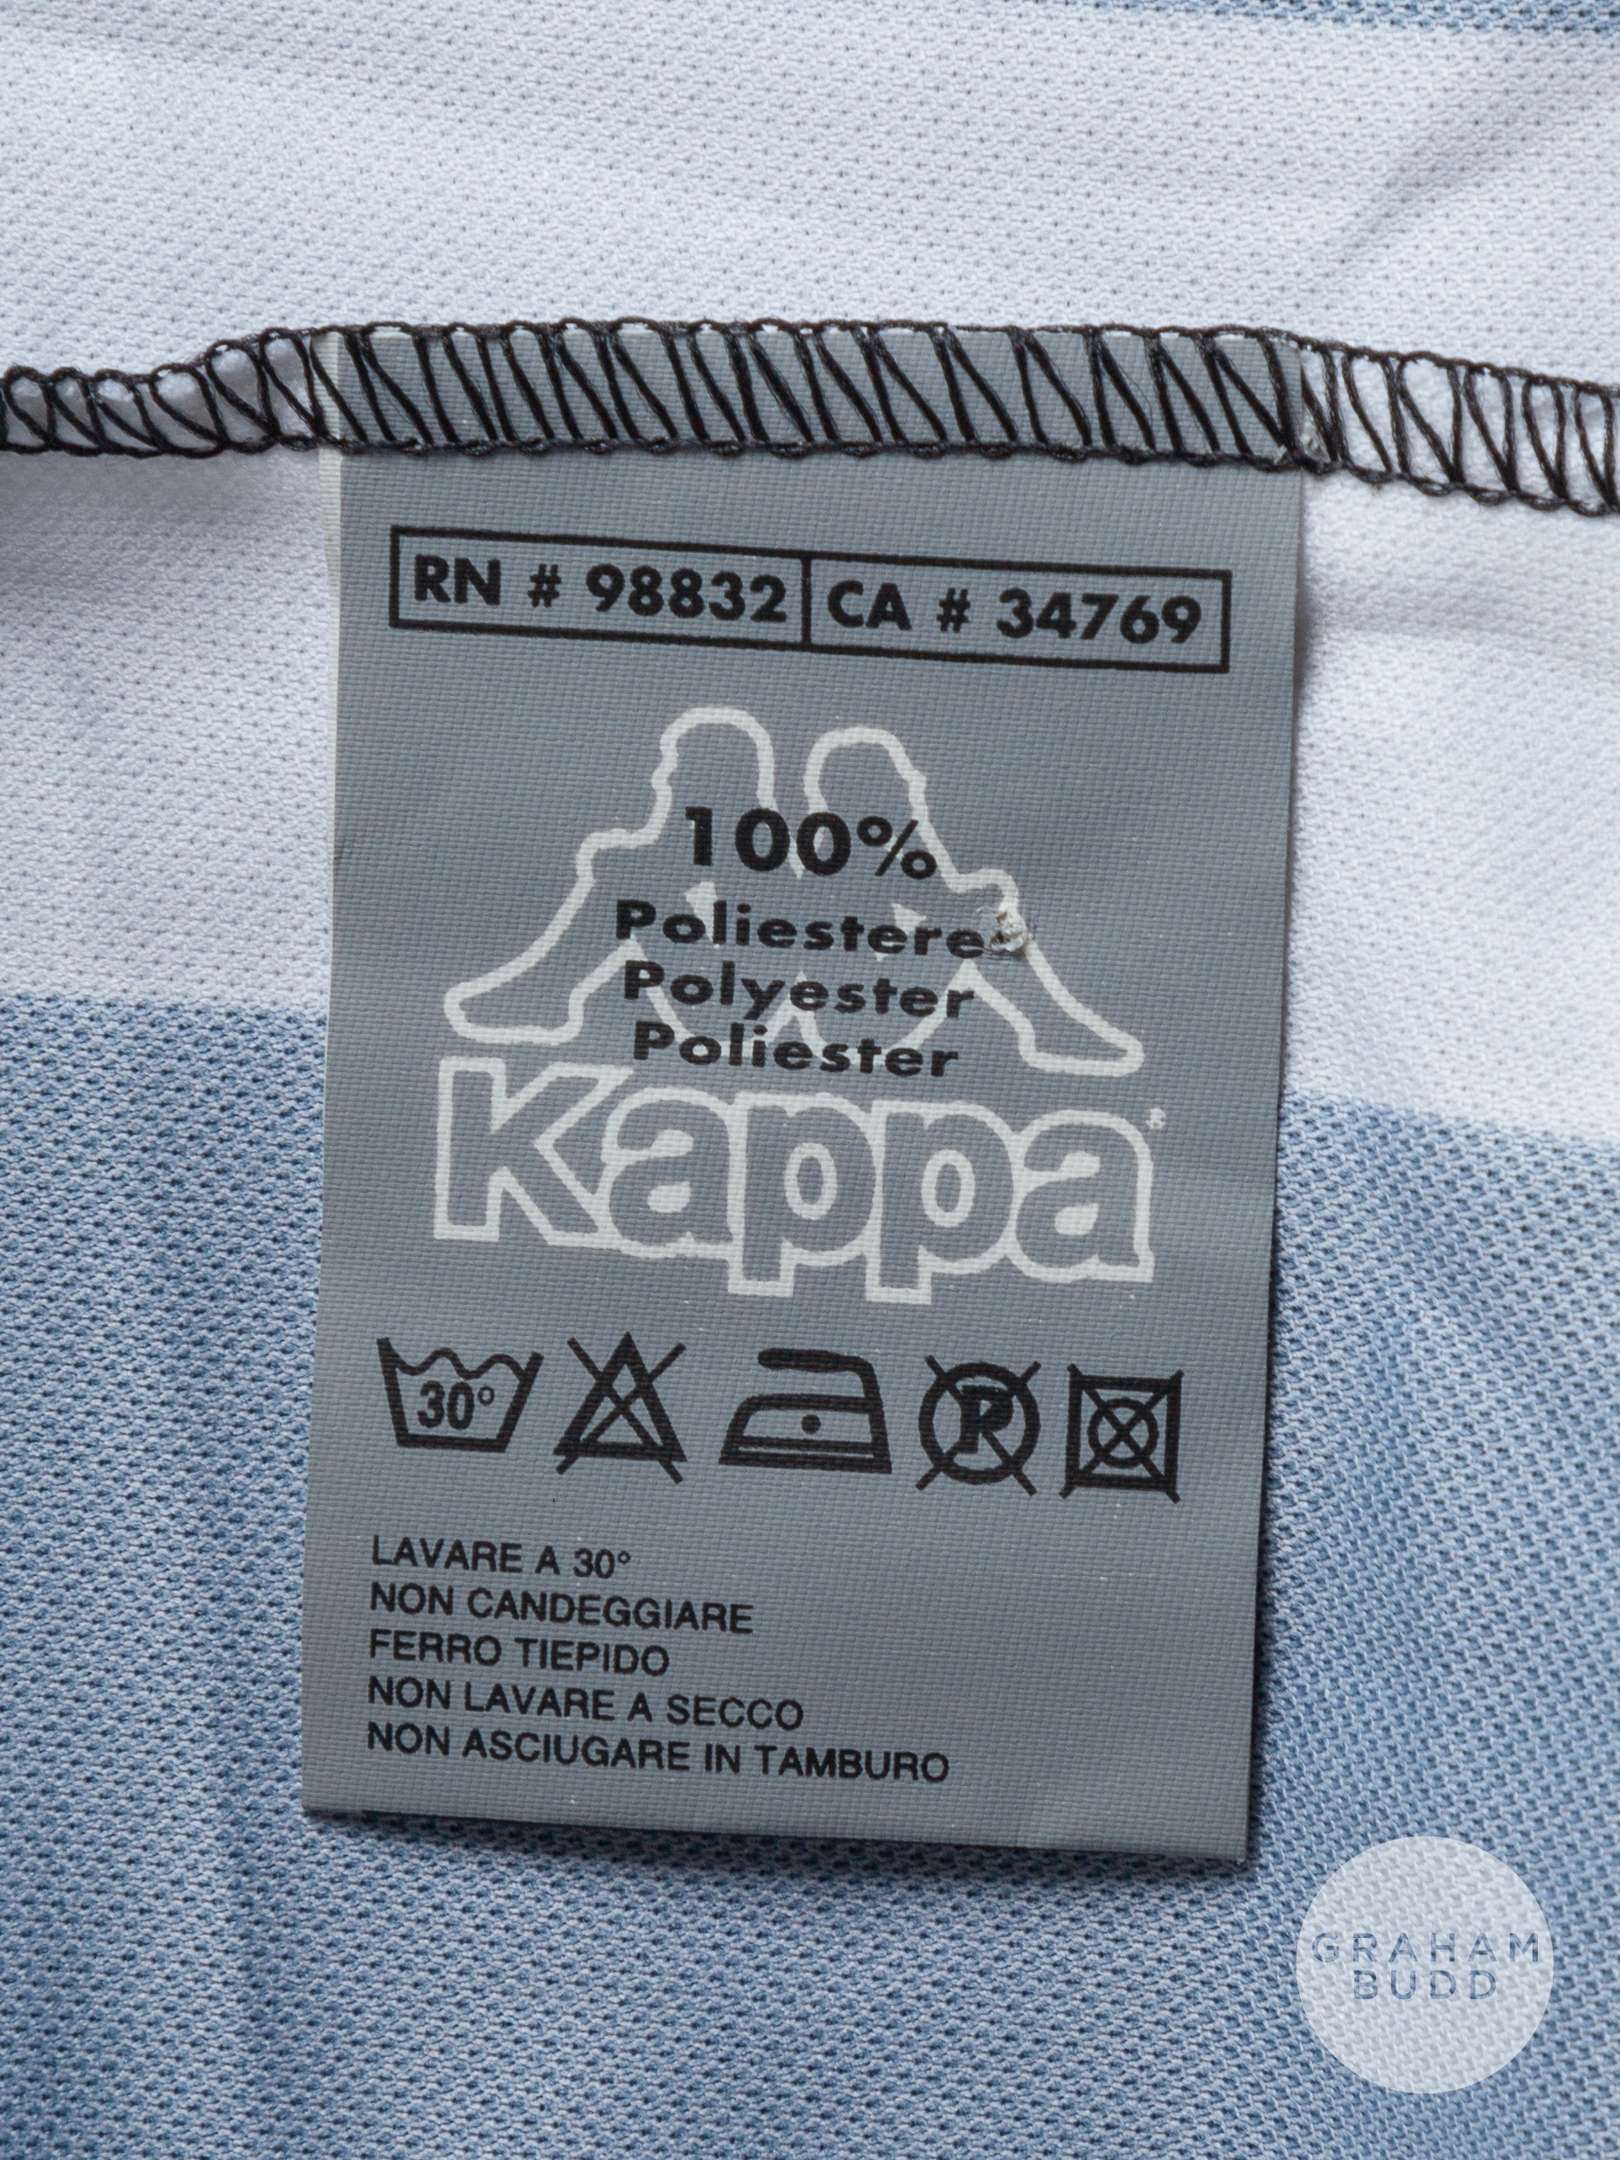 RN # 98832 CA # 34769
100%
Poliestere
Polyester
Poliester
Kappa
30°
P
LAVARE A 30°
NON CANDEGGIARE
FERRO TIEPIDO
NON LAVARE A SECCO
NON ASCIUGARE IN TAMBURO
GRAHAM
BUDD